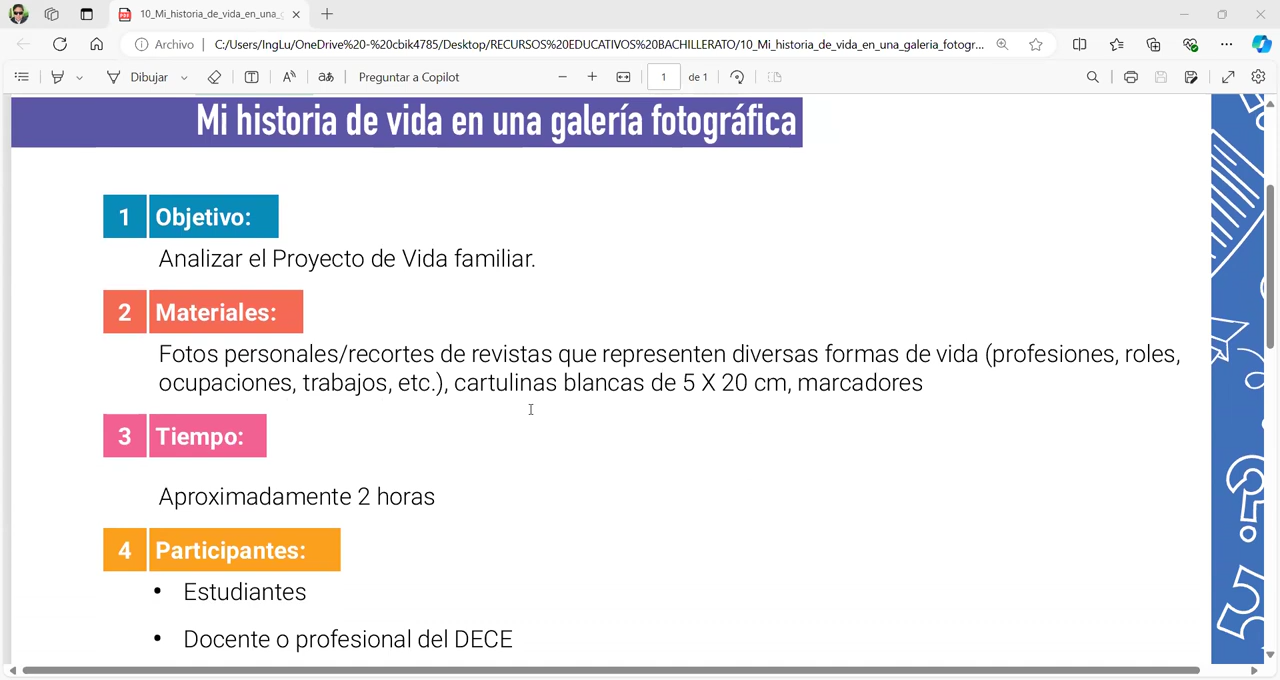 10_Mi_historia_de_vida_en_una_g
Archivo
C:/Users/IngLu/OneDrive%20-%20cbik4785/Desktop/RECURSOS%20EDUCATIVOS%20BACHILLERATO/10_Mi_historia_de_vida_en_una_galeria_fotogr...
Dibujar
Preguntar a Copilot
1 de 1
Mi historia de vida en una galería fotográfica
1 Objetivo:
Analizar el Proyecto de Vida familiar.
2 Materiales:
Fotos personales/recortes de revistas que representen diversas formas de vida (profesiones, roles,
ocupaciones, trabajos, etc.), cartulinas blancas de 5 X 20 cm, marcadores
3 Tiempo:
Aproximadamente 2 horas
4 Participantes:
• Estudiantes
• Docente o profesional del DECE